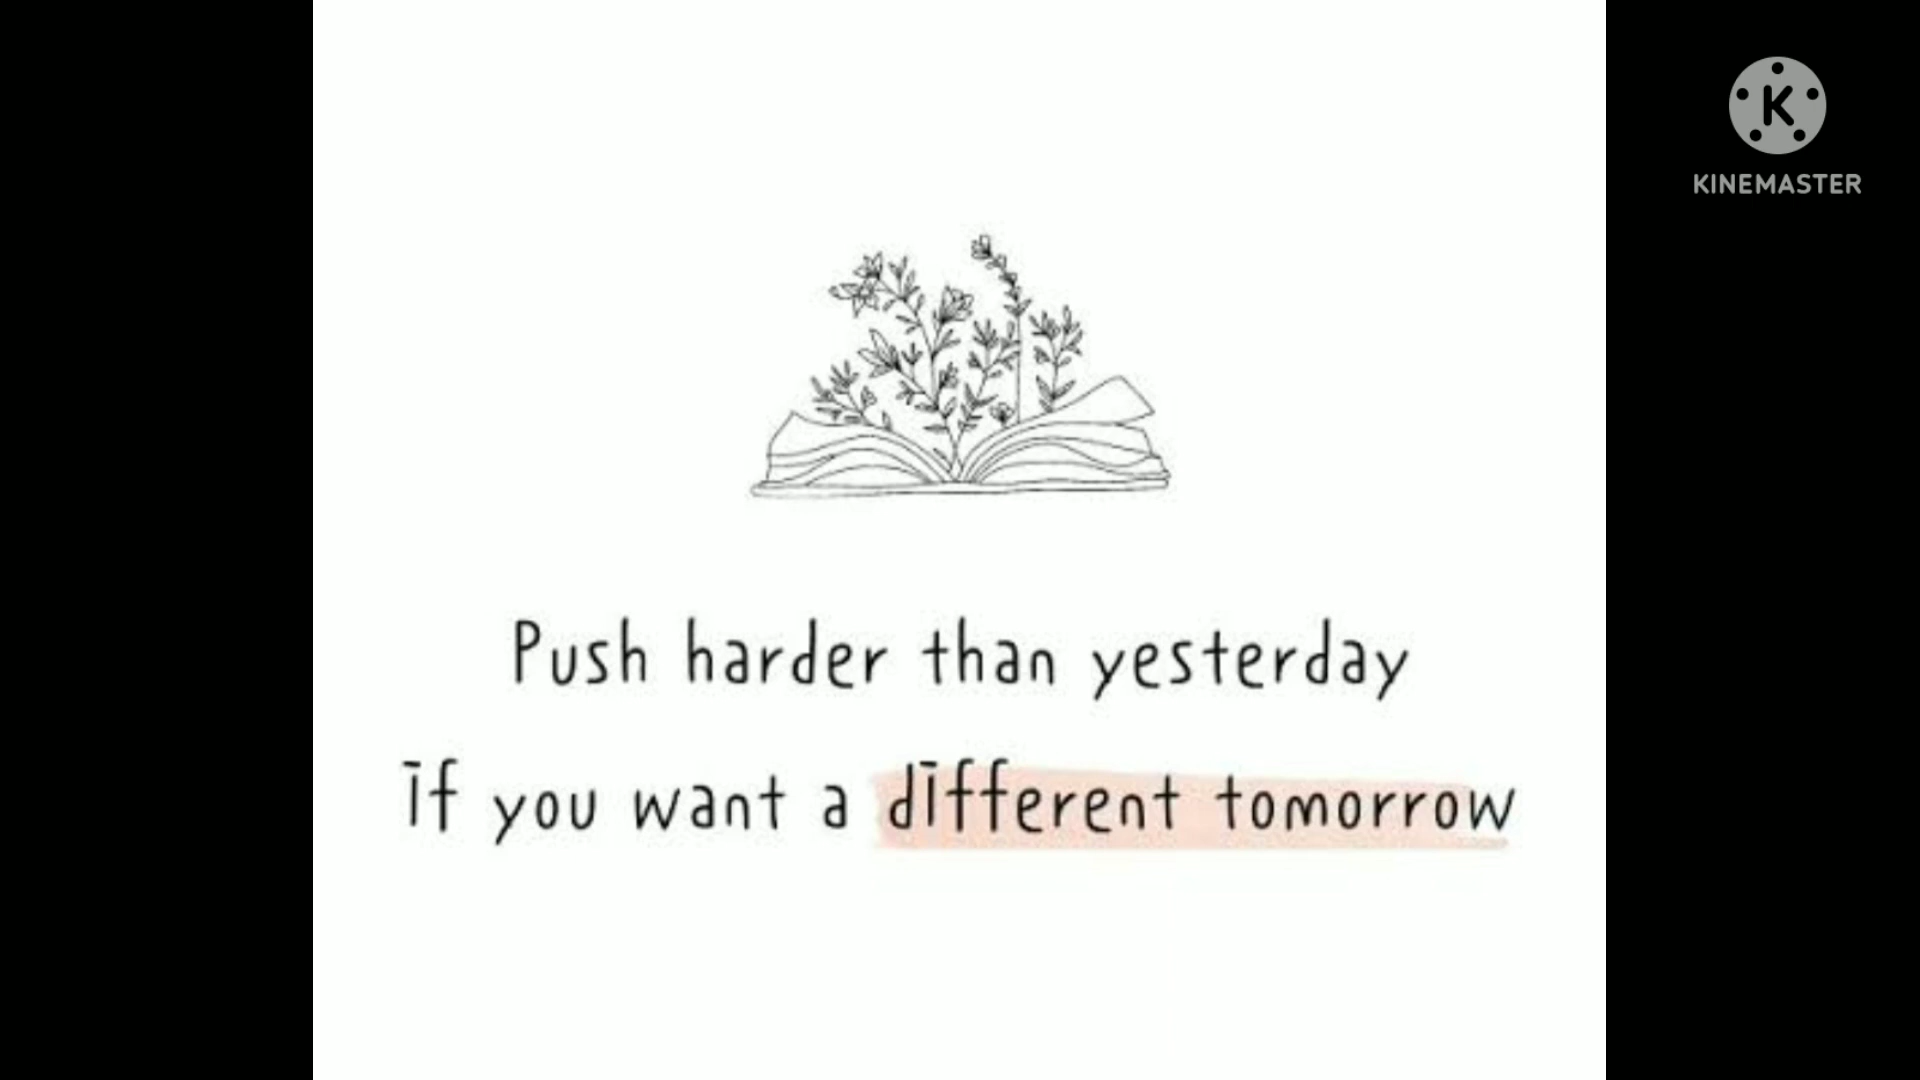 K
KINEMASTER
Push harder than yesterday
if you want a different tomorrow